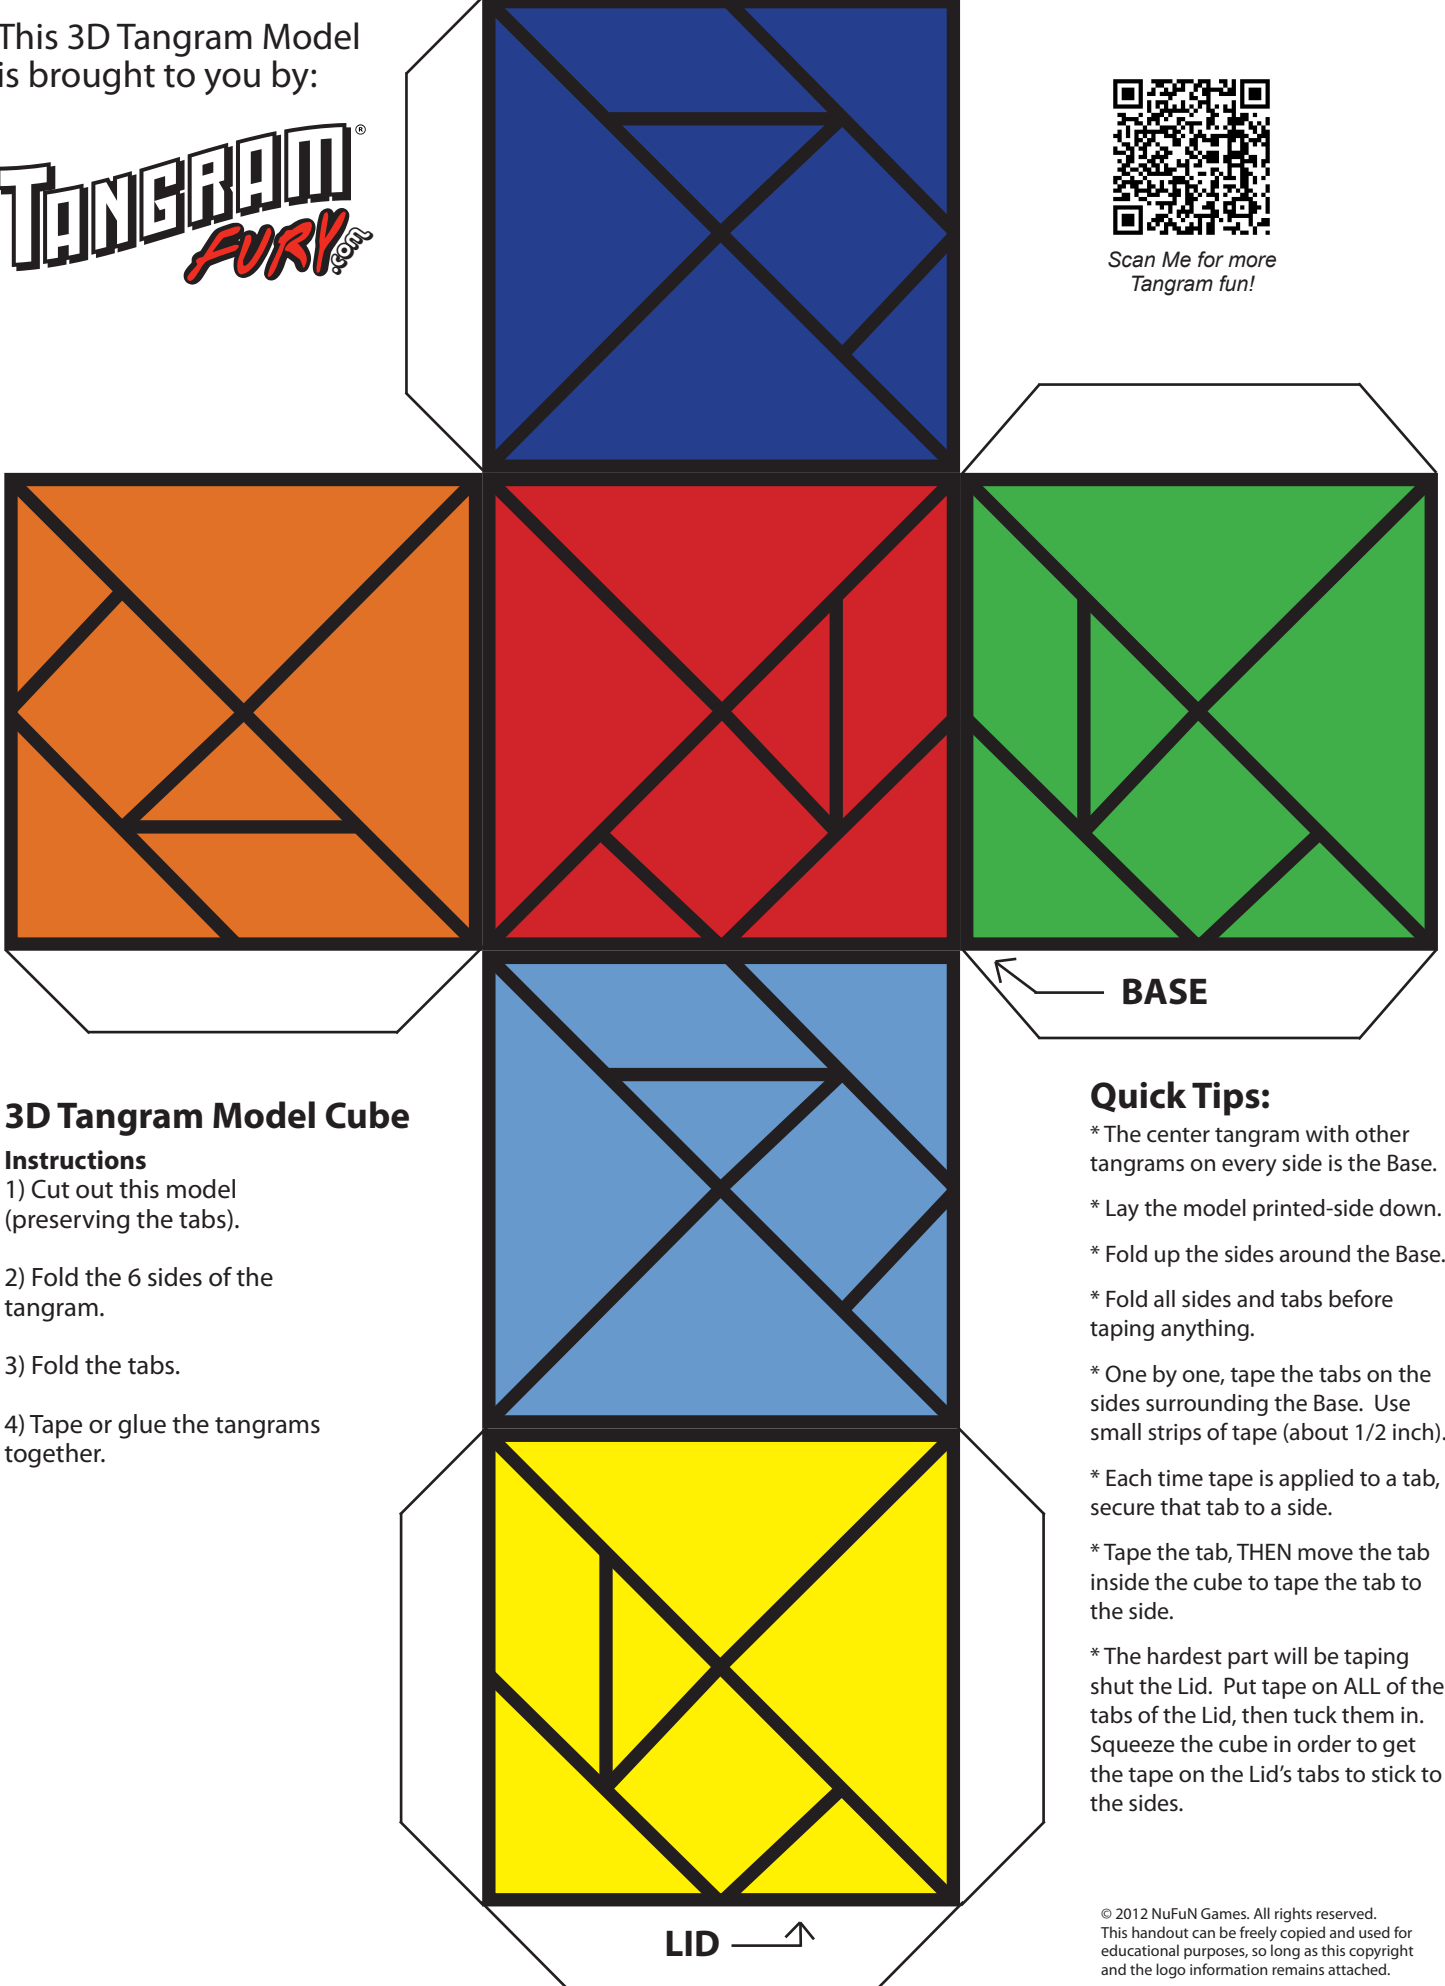 This 3D Tangram Model
is brought to you by:
TANGRAM®
FURY.com
Scan Me for more
Tangram fun!
BASE
3D Tangram Model Cube
Instructions
1) Cut out this model
(preserving the tabs).
2) Fold the 6 sides of the
tangram.
3) Fold the tabs.
4) Tape or glue the tangrams
together.
Quick Tips:
* The center tangram with other
tangrams on every side is the Base.
* Lay the model printed-side down.
* Fold up the sides around the Base.
* Fold all sides and tabs before
taping anything.
* One by one, tape the tabs on the
sides surrounding the Base.  Use
small strips of tape (about 1/2 inch).
* Each time tape is applied to a tab,
secure that tab to a side.
* Tape the tab, THEN move the tab
inside the cube to tape the tab to
the side.
* The hardest part will be taping
shut the Lid.  Put tape on ALL of the
tabs of the Lid, then tuck them in.
Squeeze the cube in order to get
the tape on the Lid’s tabs to stick to
the sides.
LID
© 2012 NuFuN Games. All rights reserved.
This handout can be freely copied and used for
educational purposes, so long as this copyright
and the logo information remains attached.